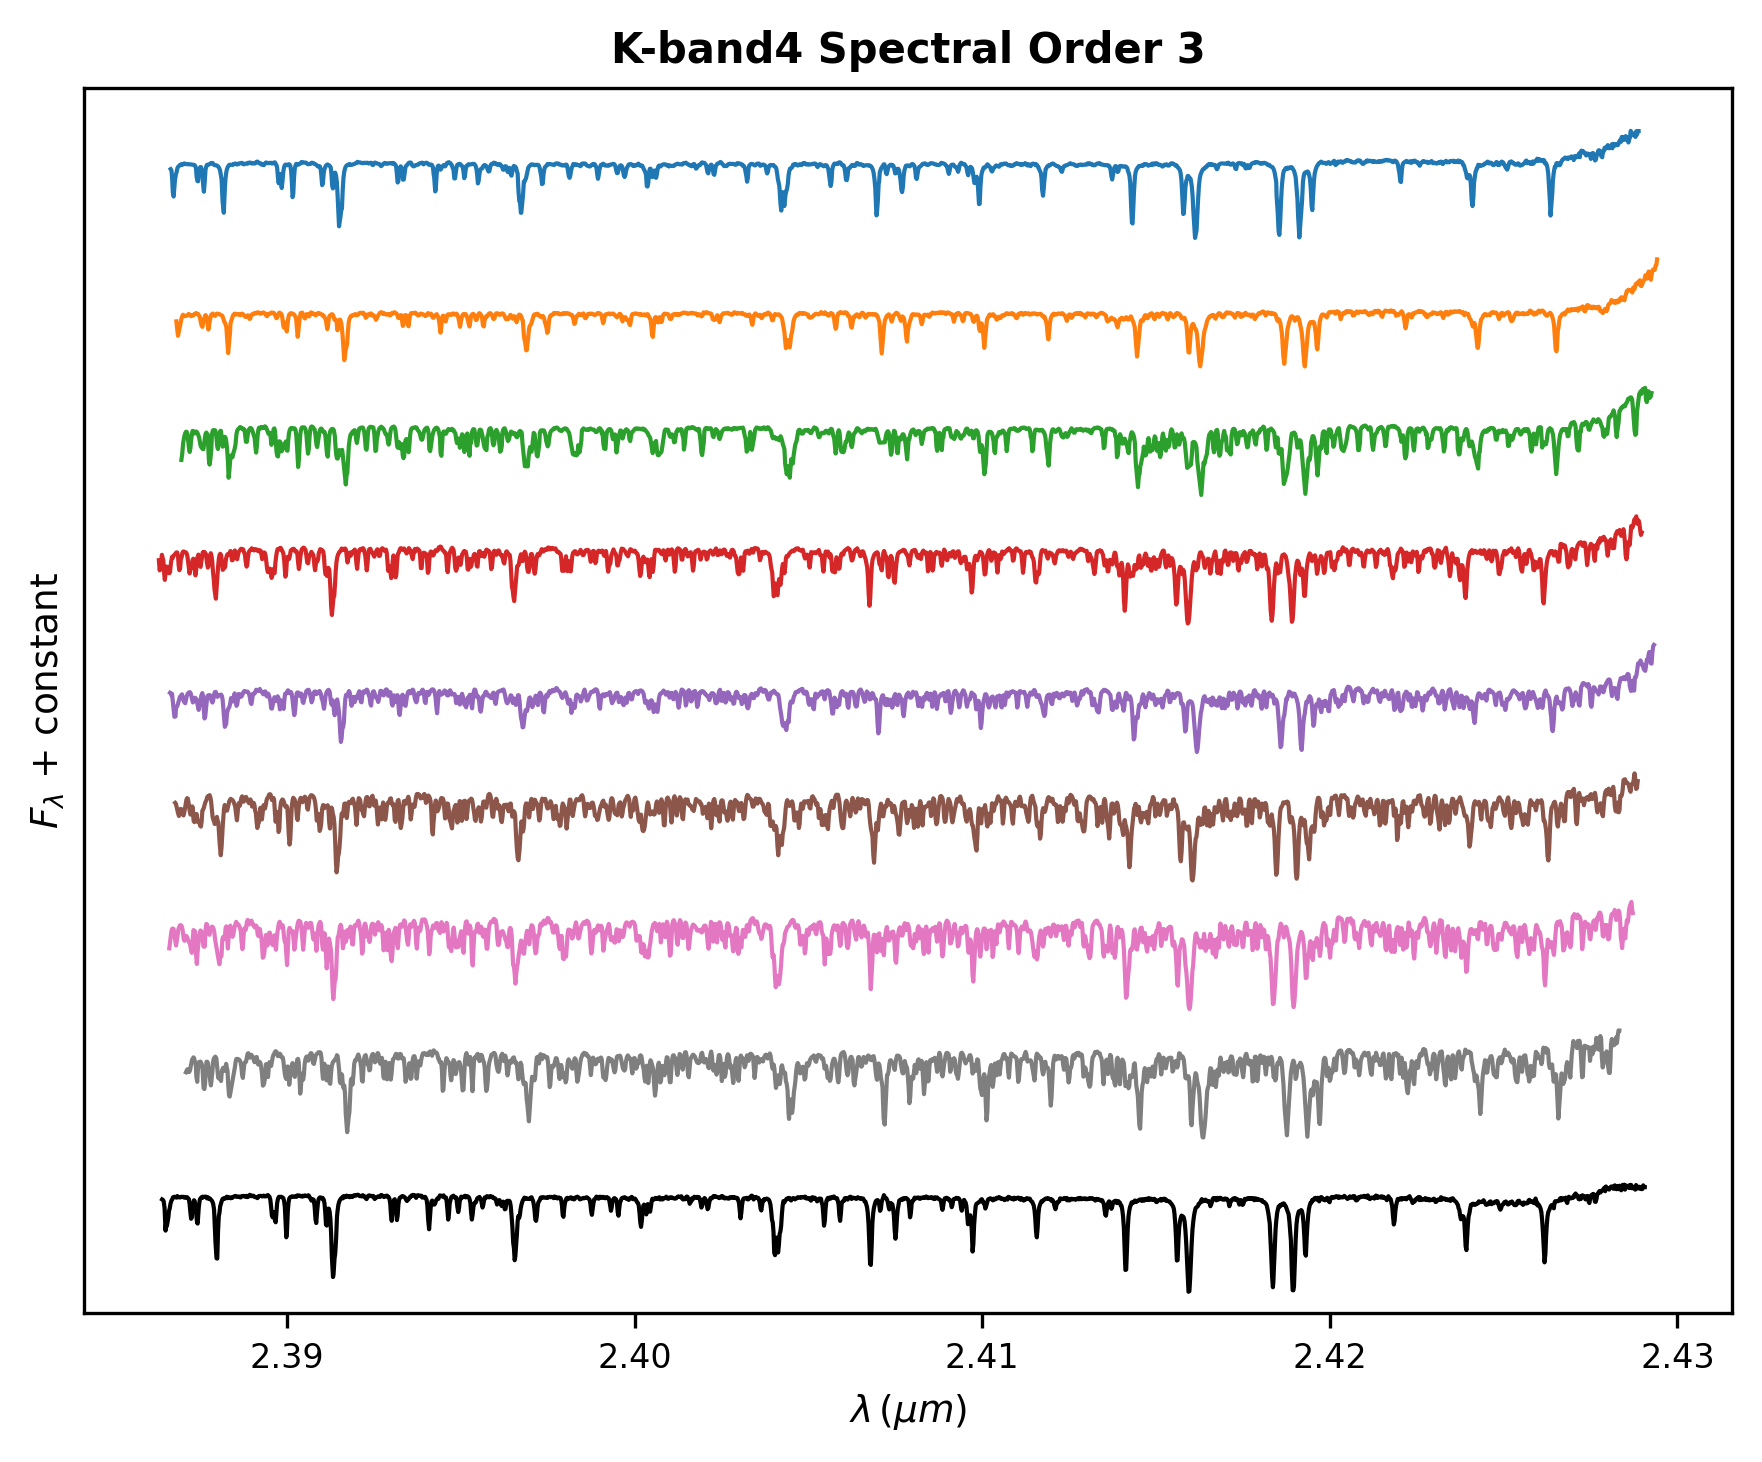 K-band4 Spectral Order 3
F_λ + constant
2.39 2.40 2.41 2.42 2.43
λ (μm)